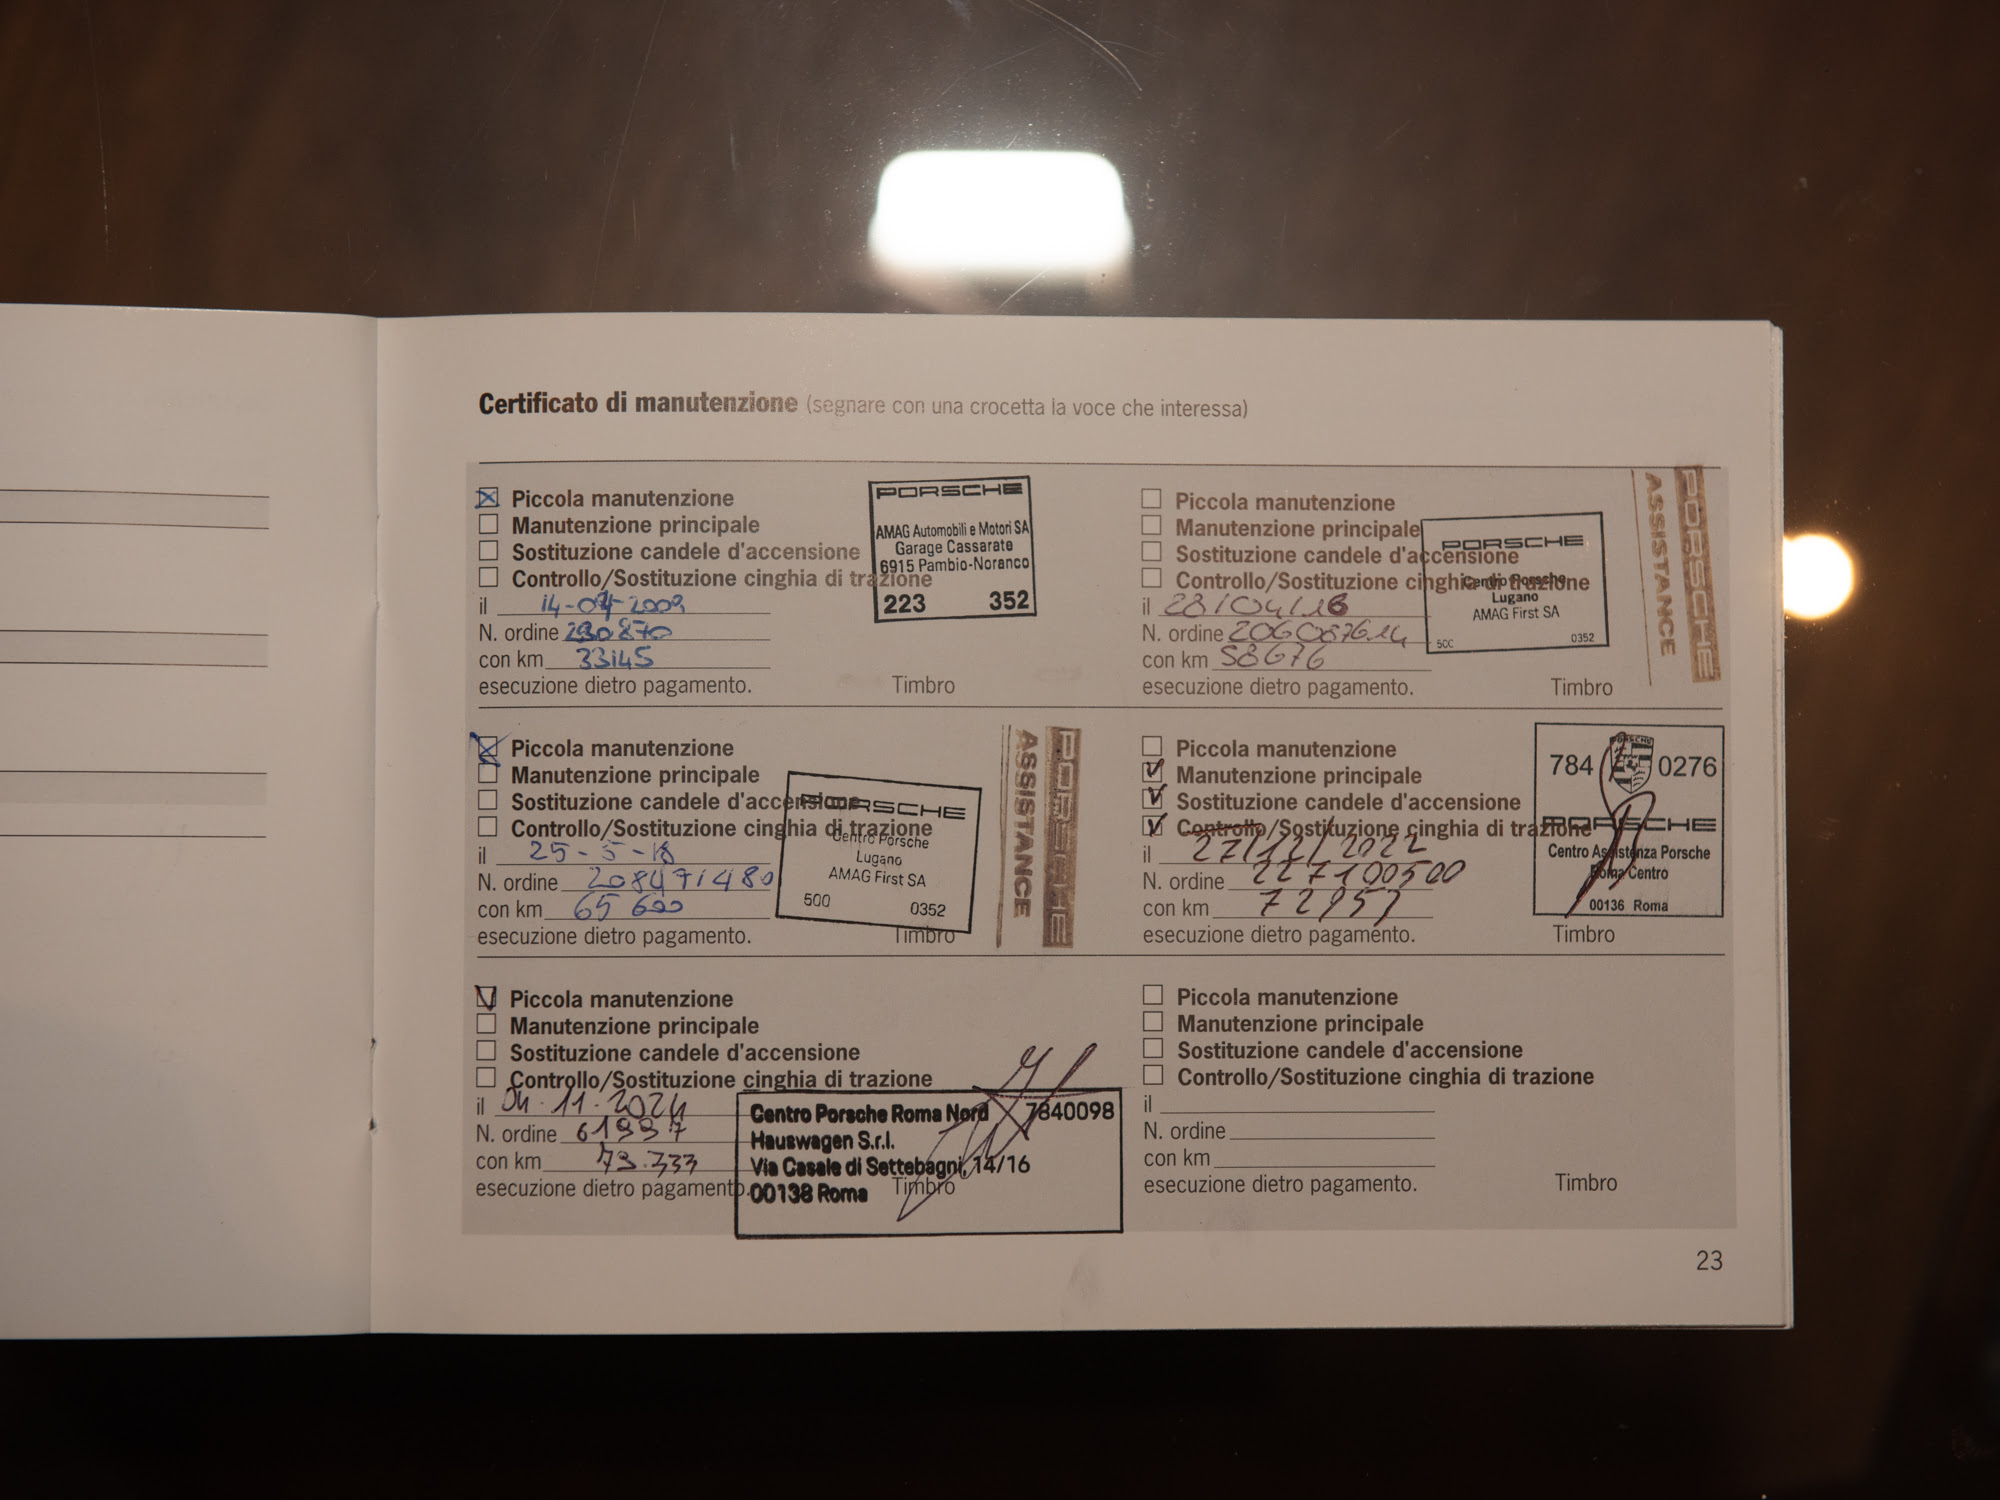 Certificato di manutenzione (segnare con una crocetta la voce che interessa)
Piccola manutenzione
Manutenzione principale
Sostituzione candele d'accensione
Controllo/Sostituzione cinghia di trazione
il 14-07-2009
N. ordine 290870
con km 33145
esecuzione dietro pagamento.
Timbro
PORSCHE
AMAG Automobili e Motori SA
Garage Cassarate
6915 Pambio-Noranco
223 352
Piccola manutenzione
Manutenzione principale
Sostituzione candele d'accensione
Controllo/Sostituzione cinghia di trazione
il 28/04/16
N. ordine
con km 58676
esecuzione dietro pagamento.
Timbro
PORSCHE
Centro Porsche
Lugano
AMAG First SA
500 0352
PORSCHE
ASSISTANCE
Piccola manutenzione
Manutenzione principale
Sostituzione candele d'accensione
Controllo/Sostituzione cinghia di trazione
il 25-5-18
N. ordine 208471480
con km 65 600
esecuzione dietro pagamento.
Timbro
PORSCHE
Centro Porsche
Lugano
AMAG First SA
500 0352
PORSCHE
ASSISTANCE
Piccola manutenzione
Manutenzione principale
Sostituzione candele d'accensione
Controllo/Sostituzione cinghia di trazione
il 27/12/2022
N. ordine 227100500
con km 72957
esecuzione dietro pagamento.
Timbro
784 0276
PORSCHE
PORSCHE
Centro Assistenza Porsche
Roma Centro
00136 Roma
Piccola manutenzione
Manutenzione principale
Sostituzione candele d'accensione
Controllo/Sostituzione cinghia di trazione
il 04.11.2024
N. ordine 61997
con km 73.333
esecuzione dietro pagamento.
Timbro
Centro Porsche Roma Nord 7840098
Hauswagen S.r.l.
Via Casale di Settebagni, 14/16
00138 Roma
Piccola manutenzione
Manutenzione principale
Sostituzione candele d'accensione
Controllo/Sostituzione cinghia di trazione
il
N. ordine
con km
esecuzione dietro pagamento.
Timbro
23